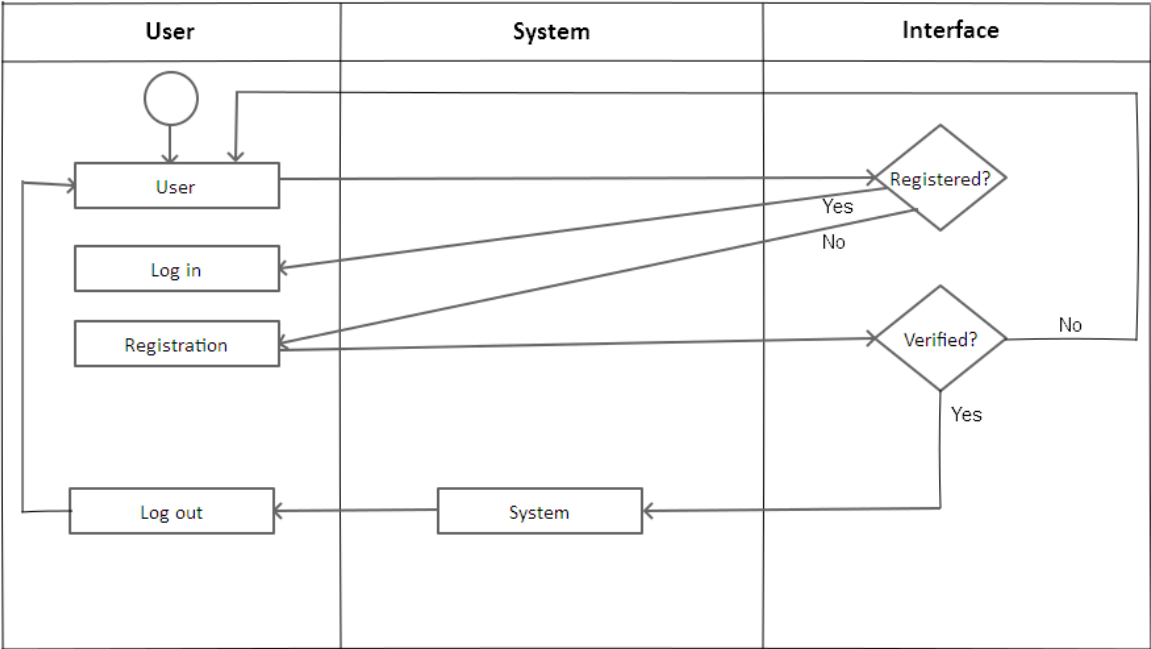 User
System
Interface
User
Registered?
Yes
No
Log in
Registration
Verified?
No
Yes
Log out
System